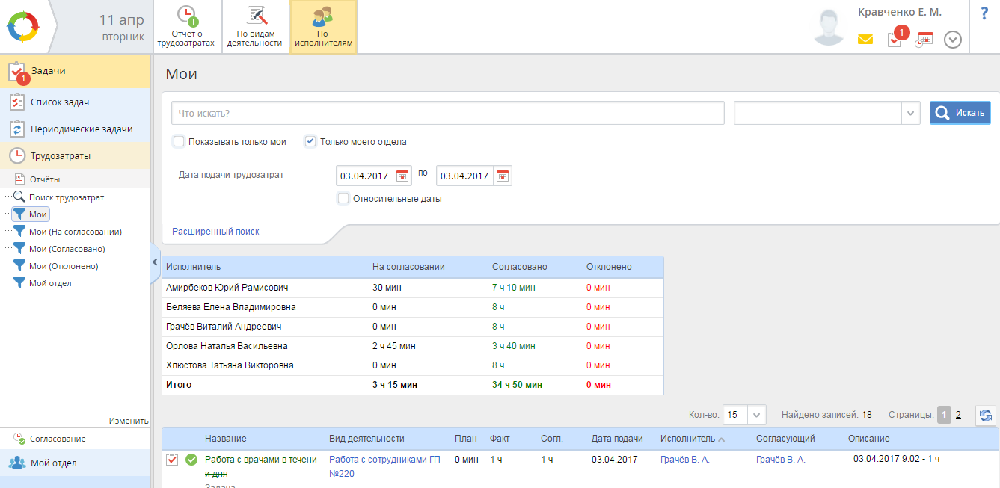 11 апр
вторник
Отчёт о
трудозатратах
По видам
деятельности
По
исполнителям
Кравченко Е. М.
1
?
Задачи
1
Список задач
Периодические задачи
Трудозатраты
Отчёты
Поиск трудозатрат
Мои
Мои (На согласовании)
Мои (Согласовано)
Мои (Отклонено)
Мой отдел
Изменить
Согласование
Мой отдел
Мои
Что искать?
Искать
Показывать только мои Только моего отдела
Дата подачи трудозатрат 03.04.2017 по 03.04.2017
Относительные даты
Расширенный поиск
Исполнитель На согласовании Согласовано Отклонено
Амирбеков Юрий Рамисович 30 мин 7 ч 10 мин 0 мин
Беляева Елена Владимировна 0 мин 8 ч 0 мин
Грачёв Виталий Андреевич 0 мин 8 ч 0 мин
Орлова Наталья Васильевна 2 ч 45 мин 3 ч 40 мин 0 мин
Хлюстова Татьяна Викторовна 0 мин 8 ч 0 мин
Итого 3 ч 15 мин 34 ч 50 мин 0 мин
Кол-во: 15 Найдено записей: 18 Страницы: 1 2
Название Вид деятельности План Факт Согл. Дата подачи Исполнитель Согласующий Описание
Работа с врачами в течени Работа с сотрудниками ГП 0 мин 1 ч 1 ч 03.04.2017 Грачёв В. А. Грачёв В. А. 03.04.2017 9:02 - 1 ч
и дня №220
Задача